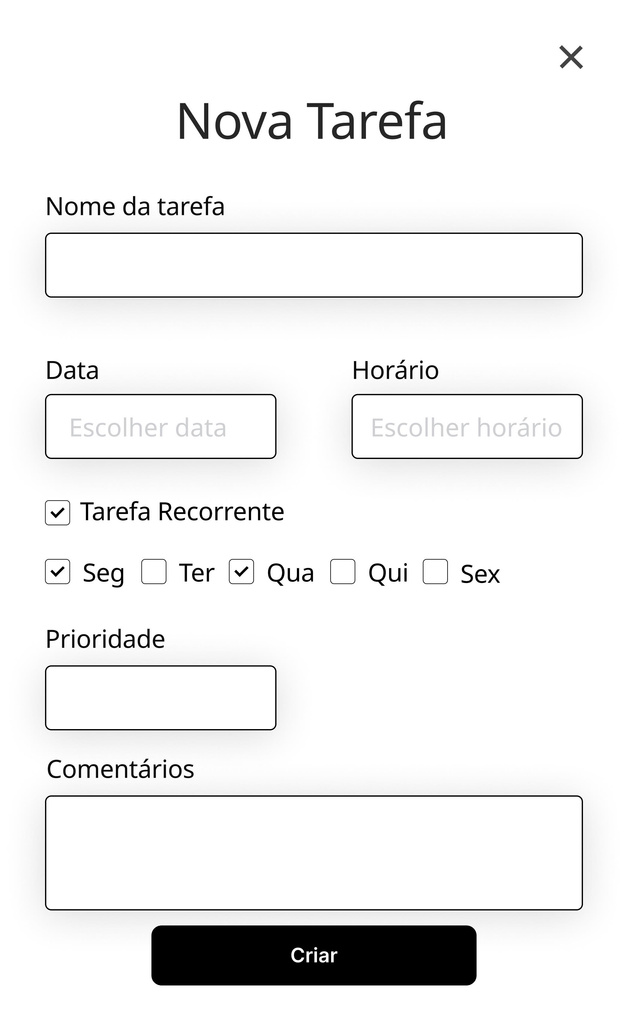 Nova Tarefa
Nome da tarefa
Data Horário
Escolher data Escolher horário
Tarefa Recorrente
Seg Ter Qua Qui Sex
Prioridade
Comentários
Criar